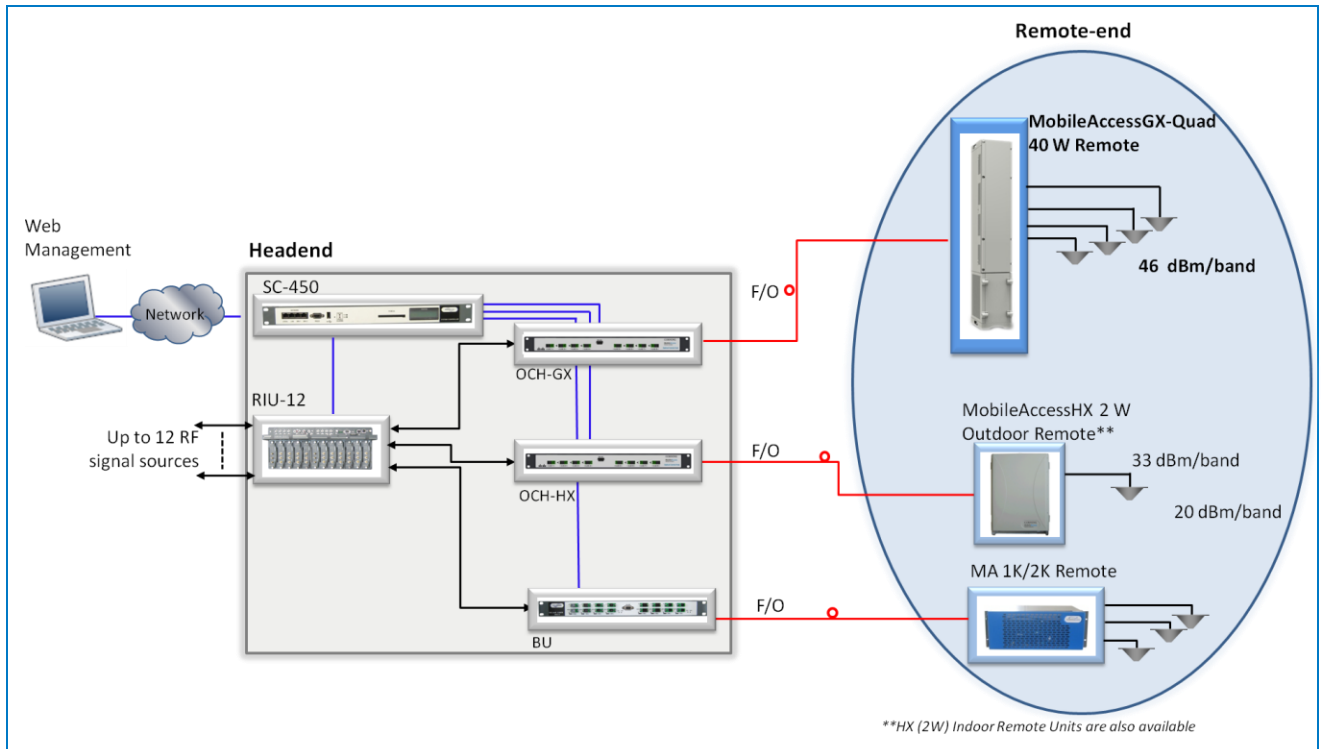 Remote-end
MobileAccessGX-Quad
40 W Remote
46 dBm/band
Web
Management
Network
Headend
SC-450
F/O
OCH-GX
RIU-12
Up to 12 RF
signal sources
MobileAccessHX 2 W
Outdoor Remote**
F/O
33 dBm/band
OCH-HX
20 dBm/band
MA 1K/2K Remote
F/O
BU
**HX (2W) Indoor Remote Units are also available